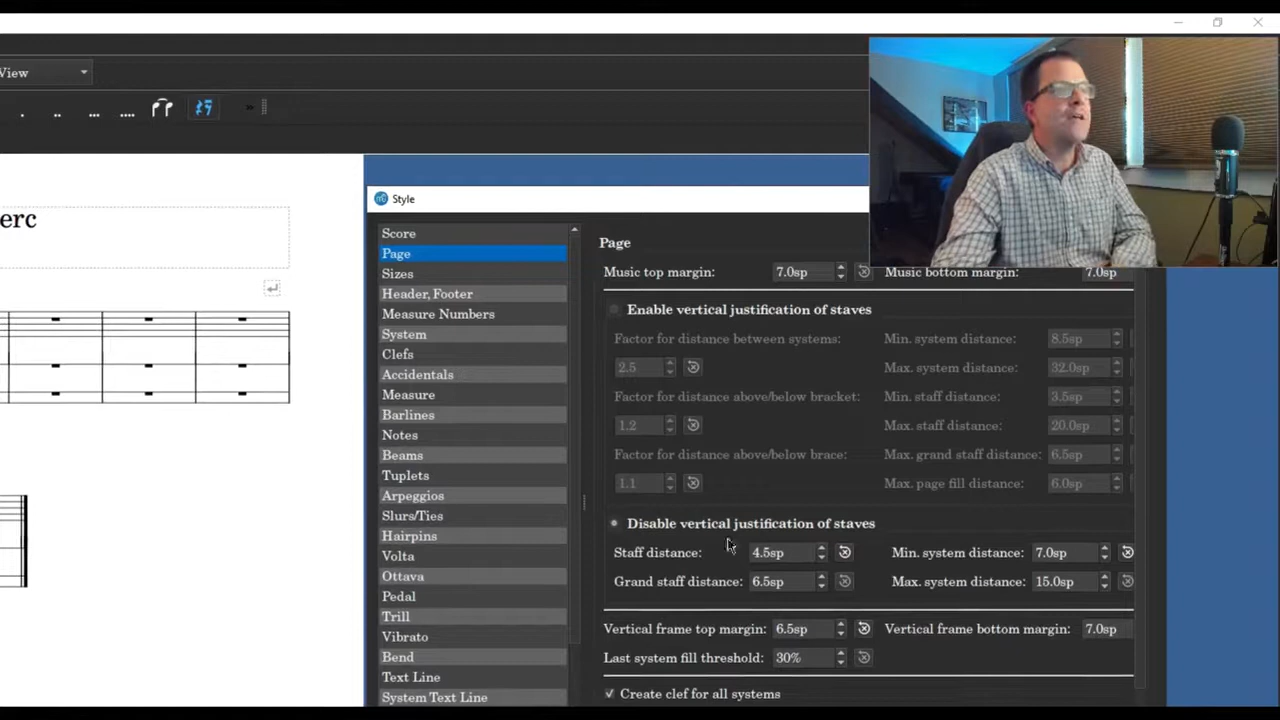 View
. .. ... ....
»
erc
Style
Score
Page
Sizes
Header, Footer
Measure Numbers
System
Clefs
Accidentals
Measure
Barlines
Notes
Beams
Tuplets
Arpeggios
Slurs/Ties
Hairpins
Volta
Ottava
Pedal
Trill
Vibrato
Bend
Text Line
System Text Line
Page
Music top margin: 7.0sp Music bottom margin: 7.0sp
Enable vertical justification of staves
Factor for distance between systems: Min. system distance: 8.5sp
2.5 Max. system distance: 32.0sp
Factor for distance above/below bracket: Min. staff distance: 3.5sp
1.2 Max. staff distance: 20.0sp
Factor for distance above/below brace: Max. grand staff distance: 6.5sp
1.1 Max. page fill distance: 6.0sp
Disable vertical justification of staves
Staff distance: 4.5sp Min. system distance: 7.0sp
Grand staff distance: 6.5sp Max. system distance: 15.0sp
Vertical frame top margin: 6.5sp Vertical frame bottom margin: 7.0sp
Last system fill threshold: 30%
Create clef for all systems